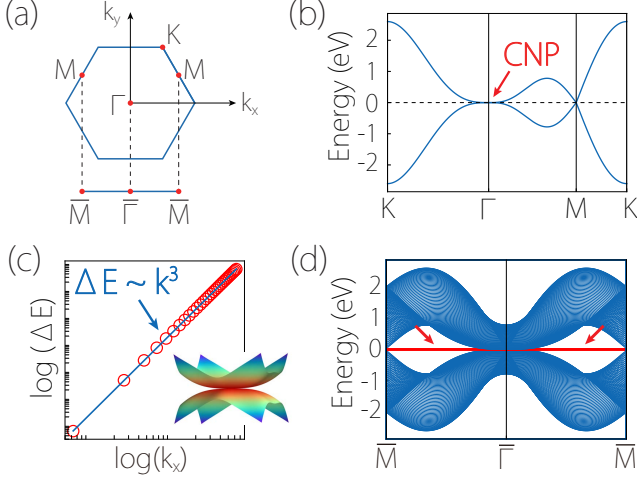 (a)
k_y
K
M
M
Γ
k_x
M̅
Γ̅
M̅
(b)
Energy (eV)
2
1
0
-1
-2
CNP
K
Γ
M
K
(c)
log (ΔE)
ΔE ~ k³
log(k_x)
(d)
Energy (eV)
2
1
0
-1
-2
M̅
Γ̅
M̅